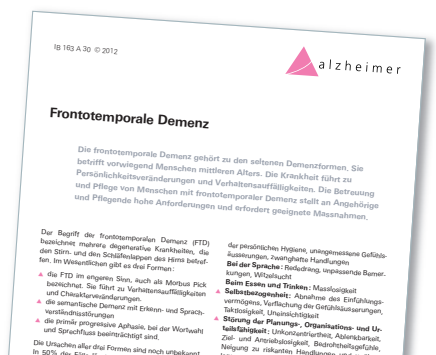 IB 163 A 30 © 2012
alzheimer
Frontotemporale Demenz
Die frontotemporale Demenz gehört zu den seltenen Demenzformen. Sie
betrifft vorwiegend Menschen mittleren Alters. Die Krankheit führt zu
Persönlichkeitsveränderungen und Verhaltensauffälligkeiten. Die Betreuung
und Pflege von Menschen mit frontotemporaler Demenz stellt an Angehörige
und Pflegende hohe Anforderungen und erfordert geeignete Massnahmen.
Der Begriff der frontotemporalen Demenz (FTD)
bezeichnet mehrere degenerative Krankheiten, die
den Stirn- und den Schläfenlappen des Hirns betref-
fen. Im Wesentlichen gibt es drei Formen:
die FTD im engeren Sinn, auch als Morbus Pick
bezeichnet. Sie führt zu Verhaltensauffälligkeiten
und Charakterveränderungen.
die semantische Demenz mit Erkenn- und Sprach-
verständnisstörungen
die primär progressive Aphasie, bei der Wortwahl
und Sprachfluss beeinträchtigt sind.
Die Ursachen aller drei Formen sind noch unbekannt.
In 50% der
der persönlichen Hygiene, unangemessene Gefühls-
äusserungen, zwanghafte Handlungen
Bei der Sprache: Rededrang, unpassende Bemer-
kungen, Witzelsucht
Beim Essen und Trinken: Masslosigkeit
Selbstbezogenheit: Abnahme des Einfühlungs-
vermögens, Verflachung der Gefühlsäusserungen,
Taktlosigkeit, Uneinsichtigkeit
Störung der Planungs-, Organisations- und Ur-
teilsfähigkeit: Unkonzentriertheit, Ablenkbarkeit,
Ziel- und Antriebslosigkeit, Bedrohtheitsgefühle,
Neigung zu riskanten Handlungen